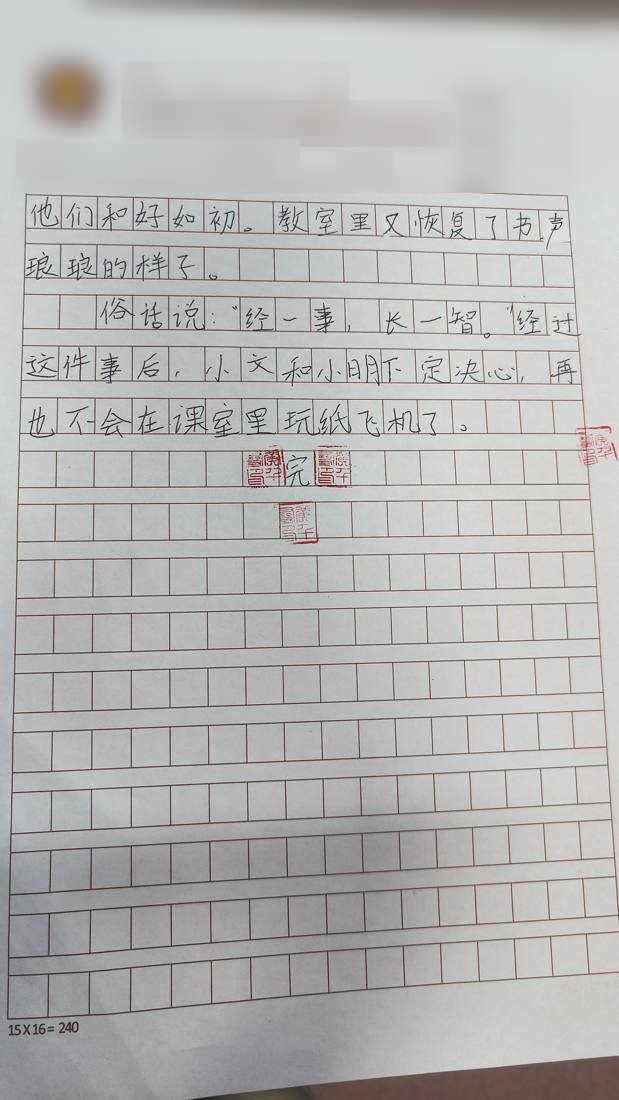 他们和好如初。教室里又恢复了书声
琅琅的样子。
俗话说：“经一事，长一智。”经过
这件事后，小文和小明下定决心，再
也不会在课室里玩纸飞机了。
完
15X16=240